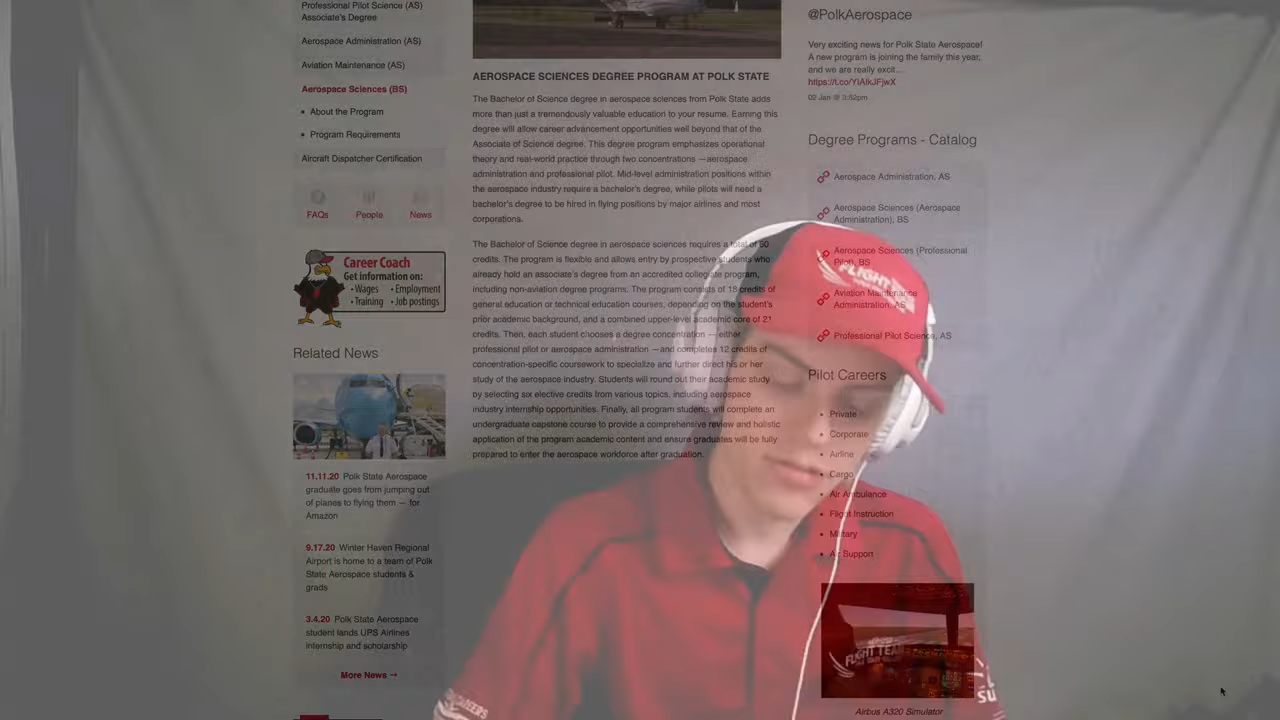 Professional Pilot Science (AS)
Associate's Degree
Aerospace Administration (AS)
Aviation Maintenance (AS)
Aerospace Sciences (BS)
About the Program
Program Requirements
Aircraft Dispatcher Certification
FAQs People News
Career Coach
Get information on:
• Wages • Employment
• Training • Job postings
Related News
11.11.20 Polk State Aerospace
graduate goes from jumping out
of planes to flying them — for
Amazon
9.17.20 Winter Haven Regional
Airport is home to a team of Polk
State Aerospace students &
grads
3.4.20 Polk State Aerospace
student lands UPS Airlines
internship and scholarship
More News →
AEROSPACE SCIENCES DEGREE PROGRAM AT POLK STATE
The Bachelor of Science degree in aerospace sciences from Polk State adds
more than just a tremendously valuable education to your resume. Earning this
degree will allow career advancement opportunities well beyond that of the
Associate of Science degree. This degree program emphasizes operational
theory and real-world practice through two concentrations —aerospace
administration and professional pilot. Mid-level administration positions within
the aerospace industry require a bachelor's degree, while pilots will need a
bachelor's degree to be hired in flying positions by major airlines and most
corporations.
The Bachelor of Science degree in aerospace sciences requires a total of 60
credits. The program is flexible and allows entry by prospective students who
already hold an associate's degree from an accredited collegiate program,
including non-aviation degree programs. The program consists of 18 credits of
general education or technical education courses, depending on the student's
prior academic background, and a combined upper-level academic core of 21
credits. Then, each student chooses a degree concentration — either
professional pilot or aerospace administration —and completes 12 credits of
concentration-specific coursework to specialize and further direct his or her
study of the aerospace industry. Students will round out their academic study
by selecting six elective credits from various topics, including aerospace
industry internship opportunities. Finally, all program students will complete an
undergraduate capstone course to provide a comprehensive review and holistic
application of the program academic content and ensure graduates will be fully
prepared to enter the aerospace workforce after graduation.
@PolkAerospace
Very exciting news for Polk State Aerospace!
A new program is joining the family this year,
and we are really excit…
02 Jan @ 3:52pm
Degree Programs - Catalog
Aerospace Administration, AS
Aerospace Sciences (Aerospace
Administration), BS
Aerospace Sciences (Professional
Pilot), BS
Aviation Maintenance
Administration, AS
Professional Pilot Science, AS
Pilot Careers
Private
Corporate
Airline
Cargo
Air Ambulance
Flight Instruction
Military
Air Support
FLIGHT
FLIGHT TEAM
Airbus A320 Simulator